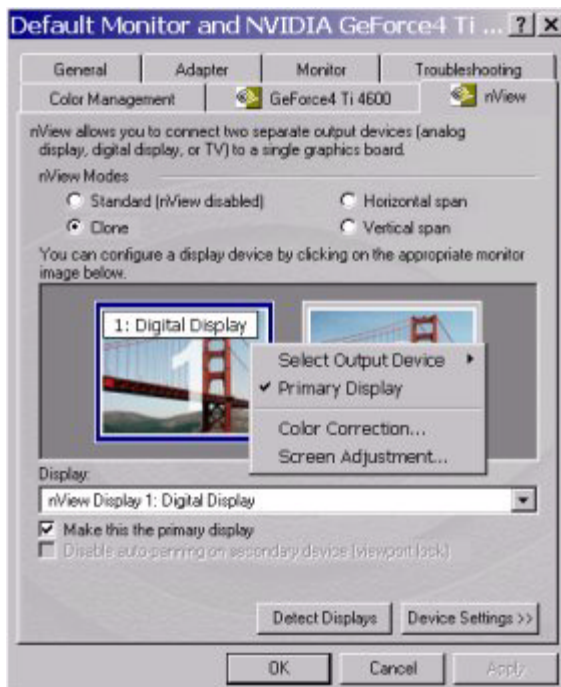 Default Monitor and NVIDIA GeForce4 Ti ...
General Adapter Monitor Troubleshooting
Color Management GeForce4 Ti 4600 nView
nView allows you to connect two separate output devices (analog
display, digital display, or TV) to a single graphics board.
nView Modes
Standard (nView disabled) Horizontal span
Clone Vertical span
You can configure a display device by clicking on the appropriate monitor
image below.
1: Digital Display
1
Select Output Device
Primary Display
Color Correction...
Screen Adjustment...
Display:
nView Display 1: Digital Display
Make this the primary display
Disable auto-panning on secondary device (viewport lock)
Detect Displays Device Settings >>
OK Cancel Apply